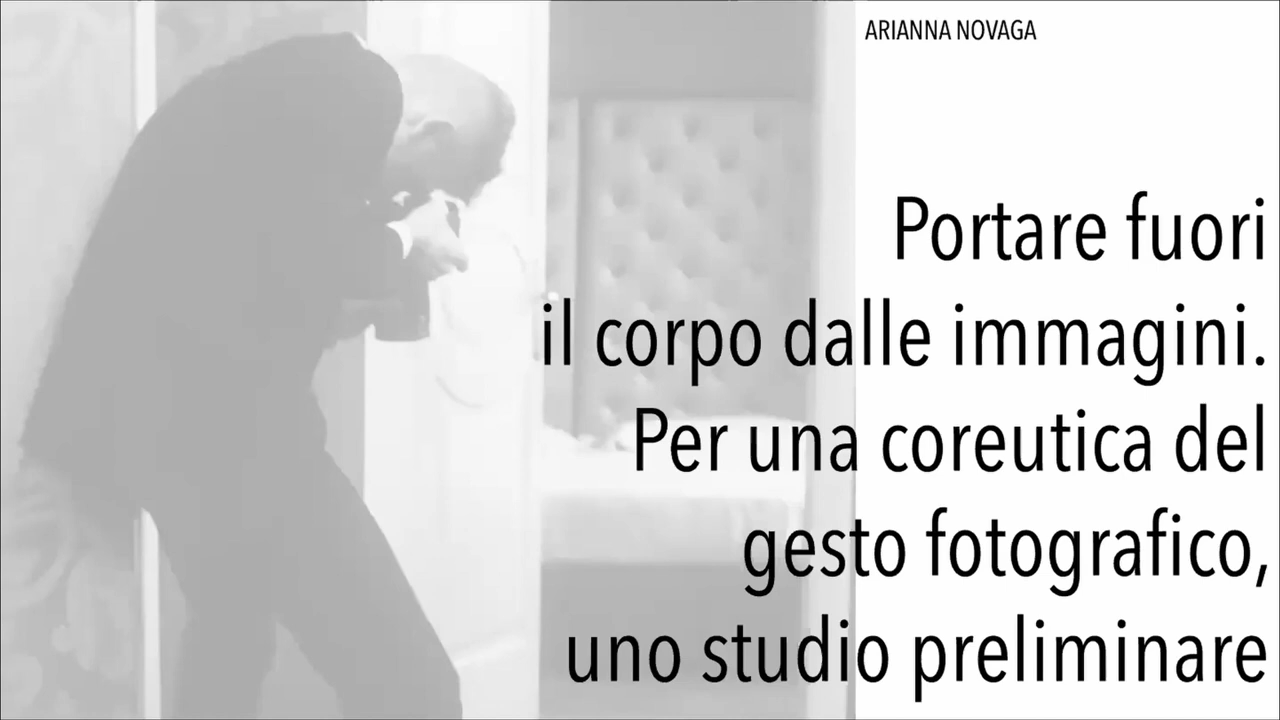 ARIANNA NOVAGA
Portare fuori
il corpo dalle immagini.
Per una coreutica del
gesto fotografico,
uno studio preliminare